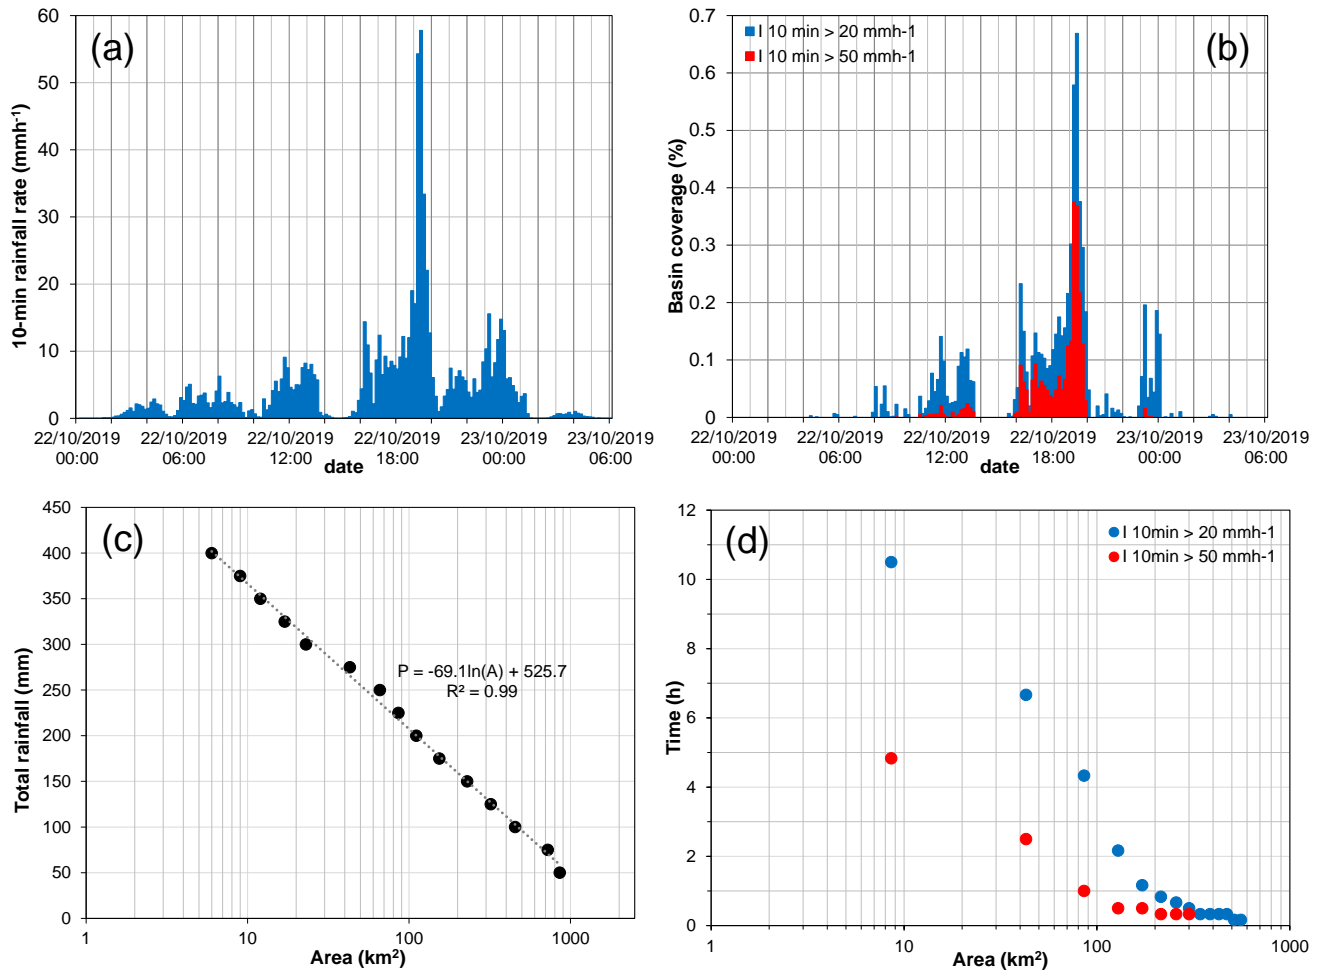 (a)
10-min rainfall rate (mmh-1)
60
50
40
30
20
10
0
22/10/2019 22/10/2019 22/10/2019 22/10/2019 23/10/2019 23/10/2019
00:00 06:00 12:00 18:00 00:00 06:00
date
(b)
I 10 min > 20 mmh-1
I 10 min > 50 mmh-1
Basin coverage (%)
0.7
0.6
0.5
0.4
0.3
0.2
0.1
0
22/10/2019 22/10/2019 22/10/2019 22/10/2019 23/10/2019 23/10/2019
00:00 06:00 12:00 18:00 00:00 06:00
date
(c)
Total rainfall (mm)
450
400
350
300
250
200
150
100
50
0
P = -69.1ln(A) + 525.7
R² = 0.99
1 10 100 1000
Area (km²)
(d)
I 10min > 20 mmh-1
I 10min > 50 mmh-1
Time (h)
12
10
8
6
4
2
0
1 10 100 1000
Area (km²)